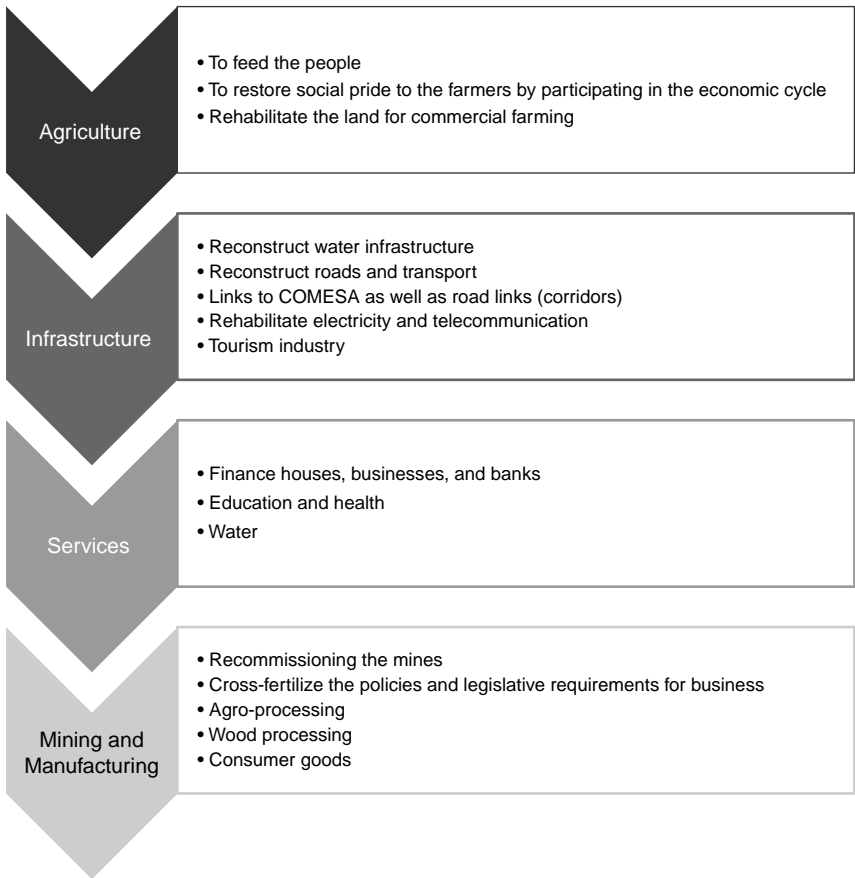 Agriculture
• To feed the people
• To restore social pride to the farmers by participating in the economic cycle
• Rehabilitate the land for commercial farming
Infrastructure
• Reconstruct water infrastructure
• Reconstruct roads and transport
• Links to COMESA as well as road links (corridors)
• Rehabilitate electricity and telecommunication
• Tourism industry
Services
• Finance houses, businesses, and banks
• Education and health
• Water
Mining and
Manufacturing
• Recommissioning the mines
• Cross-fertilize the policies and legislative requirements for business
• Agro-processing
• Wood processing
• Consumer goods